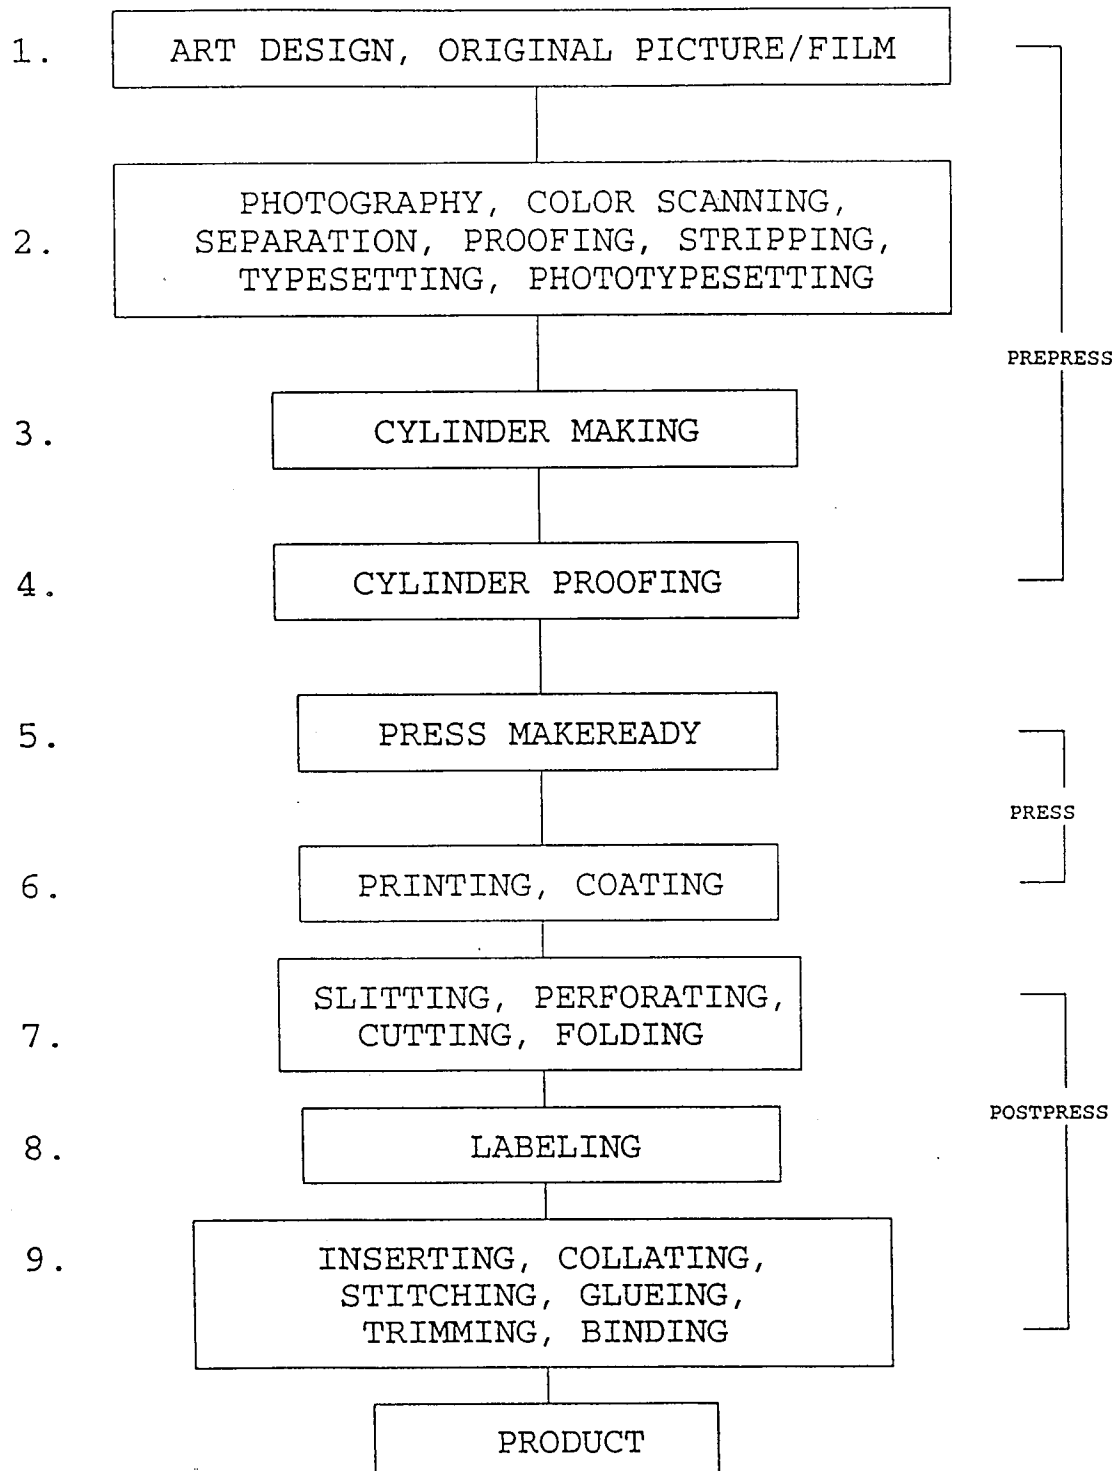 1. ART DESIGN, ORIGINAL PICTURE/FILM
PHOTOGRAPHY, COLOR SCANNING,
2. SEPARATION, PROOFING, STRIPPING,
TYPESETTING, PHOTOTYPESETTING
PREPRESS
3. CYLINDER MAKING
4. CYLINDER PROOFING
5. PRESS MAKEREADY
PRESS
6. PRINTING, COATING
SLITTING, PERFORATING,
7. CUTTING, FOLDING
POSTPRESS
8. LABELING
9. INSERTING, COLLATING,
STITCHING, GLUEING,
TRIMMING, BINDING
PRODUCT